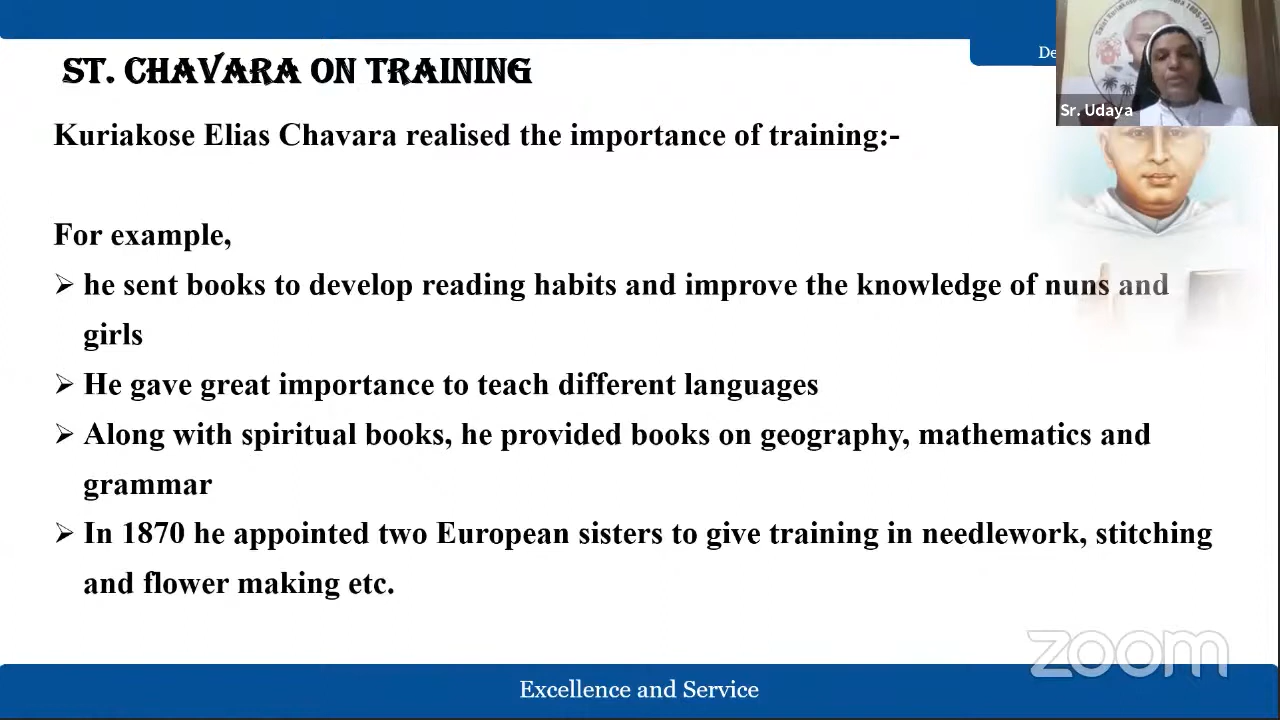 ST. CHAVARA ON TRAINING
De
Sr. Udaya
Kuriakose Elias Chavara realised the importance of training:-
For example,
➢ he sent books to develop reading habits and improve the knowledge of nuns and
girls
➢ He gave great importance to teach different languages
➢ Along with spiritual books, he provided books on geography, mathematics and
grammar
➢ In 1870 he appointed two European sisters to give training in needlework, stitching
and flower making etc.
zoom
Excellence and Service